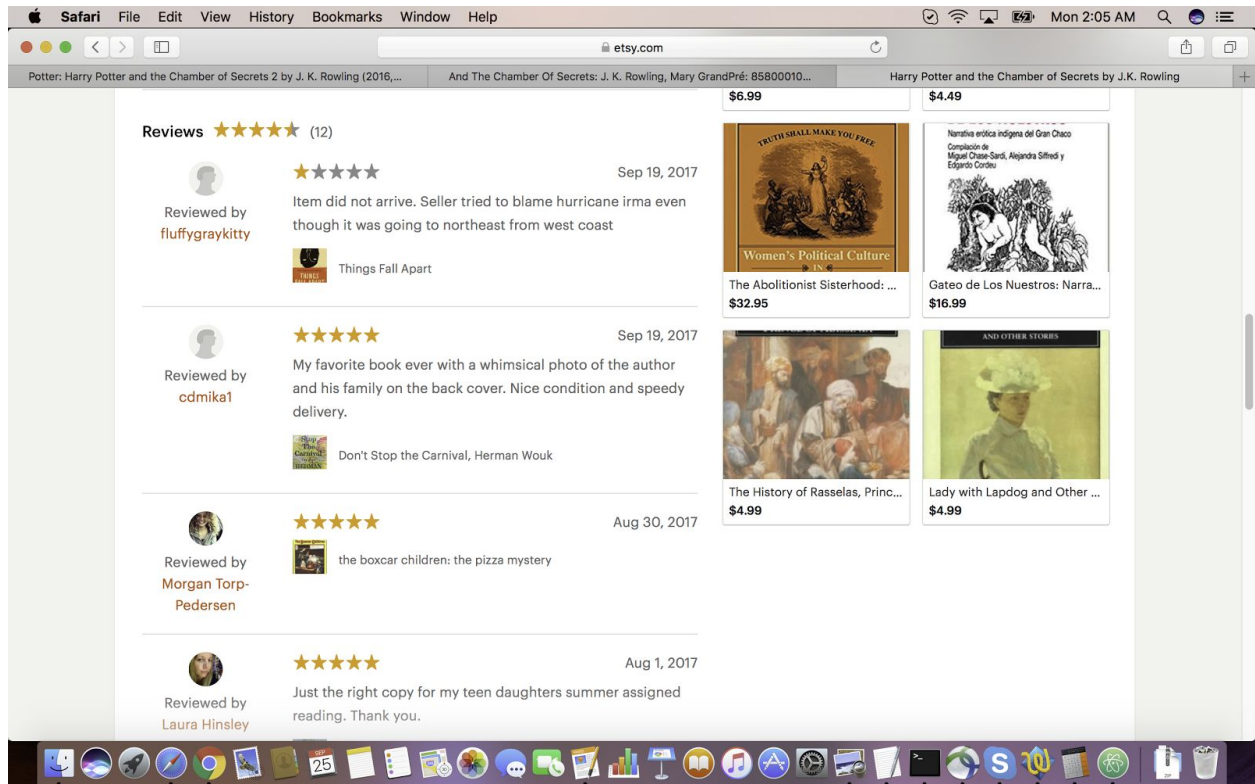 Safari File Edit View History Bookmarks Window Help Mon 2:05 AM
etsy.com
Potter: Harry Potter and the Chamber of Secrets 2 by J. K. Rowling (2016,...
And The Chamber Of Secrets: J. K. Rowling, Mary GrandPré: 85800010...
Harry Potter and the Chamber of Secrets by J.K. Rowling
Reviews (12)
Reviewed by
fluffygraykitty
Sep 19, 2017
Item did not arrive. Seller tried to blame hurricane irma even
though it was going to northeast from west coast
THINGS
Things Fall Apart
Reviewed by
cdmika1
Sep 19, 2017
My favorite book ever with a whimsical photo of the author
and his family on the back cover. Nice condition and speedy
delivery.
Stop
The
Carnival
HERMAN
Don't Stop the Carnival, Herman Wouk
Reviewed by
Morgan Torp-
Pedersen
Aug 30, 2017
the boxcar children: the pizza mystery
Reviewed by
Laura Hinsley
Aug 1, 2017
Just the right copy for my teen daughters summer assigned
reading. Thank you.
$6.99
$4.49
TRUTH SHALL MAKE YOU FREE
Women's Political Culture
IN
The Abolitionist Sisterhood: ...
$32.95
Narrativa erótica indígena del Gran Chaco
Compilación de
Miguel Chase-Sardi, Alejandra Siffredi y
Edgardo Cordeu
Gateo de Los Nuestros: Narra...
$16.99
The History of Rasselas, Princ...
$4.99
AND OTHER STORIES
Lady with Lapdog and Other ...
$4.99
SEP
25
ZIP